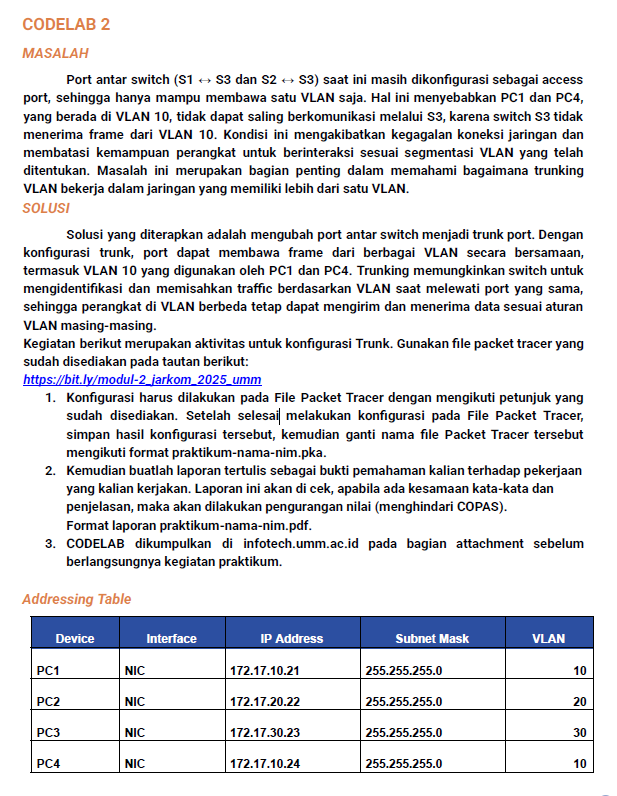 CODELAB 2
MASALAH
Port antar switch (S1 ↔ S3 dan S2 ↔ S3) saat ini masih dikonfigurasi sebagai access
port, sehingga hanya mampu membawa satu VLAN saja. Hal ini menyebabkan PC1 dan PC4,
yang berada di VLAN 10, tidak dapat saling berkomunikasi melalui S3, karena switch S3 tidak
menerima frame dari VLAN 10. Kondisi ini mengakibatkan kegagalan koneksi jaringan dan
membatasi kemampuan perangkat untuk berinteraksi sesuai segmentasi VLAN yang telah
ditentukan. Masalah ini merupakan bagian penting dalam memahami bagaimana trunking
VLAN bekerja dalam jaringan yang memiliki lebih dari satu VLAN.
SOLUSI
Solusi yang diterapkan adalah mengubah port antar switch menjadi trunk port. Dengan
konfigurasi trunk, port dapat membawa frame dari berbagai VLAN secara bersamaan,
termasuk VLAN 10 yang digunakan oleh PC1 dan PC4. Trunking memungkinkan switch untuk
mengidentifikasi dan memisahkan traffic berdasarkan VLAN saat melewati port yang sama,
sehingga perangkat di VLAN berbeda tetap dapat mengirim dan menerima data sesuai aturan
VLAN masing-masing.
Kegiatan berikut merupakan aktivitas untuk konfigurasi Trunk. Gunakan file packet tracer yang
sudah disediakan pada tautan berikut:
https://bit.ly/modul-2_jarkom_2025_umm
1. Konfigurasi harus dilakukan pada File Packet Tracer dengan mengikuti petunjuk yang
sudah disediakan. Setelah selesai melakukan konfigurasi pada File Packet Tracer,
simpan hasil konfigurasi tersebut, kemudian ganti nama file Packet Tracer tersebut
mengikuti format praktikum-nama-nim.pka.
2. Kemudian buatlah laporan tertulis sebagai bukti pemahaman kalian terhadap pekerjaan
yang kalian kerjakan. Laporan ini akan di cek, apabila ada kesamaan kata-kata dan
penjelasan, maka akan dilakukan pengurangan nilai (menghindari COPAS).
Format laporan praktikum-nama-nim.pdf.
3. CODELAB dikumpulkan di infotech.umm.ac.id pada bagian attachment sebelum
berlangsungnya kegiatan praktikum.
Addressing Table
Device Interface IP Address Subnet Mask VLAN
PC1 NIC 172.17.10.21 255.255.255.0 10
PC2 NIC 172.17.20.22 255.255.255.0 20
PC3 NIC 172.17.30.23 255.255.255.0 30
PC4 NIC 172.17.10.24 255.255.255.0 10